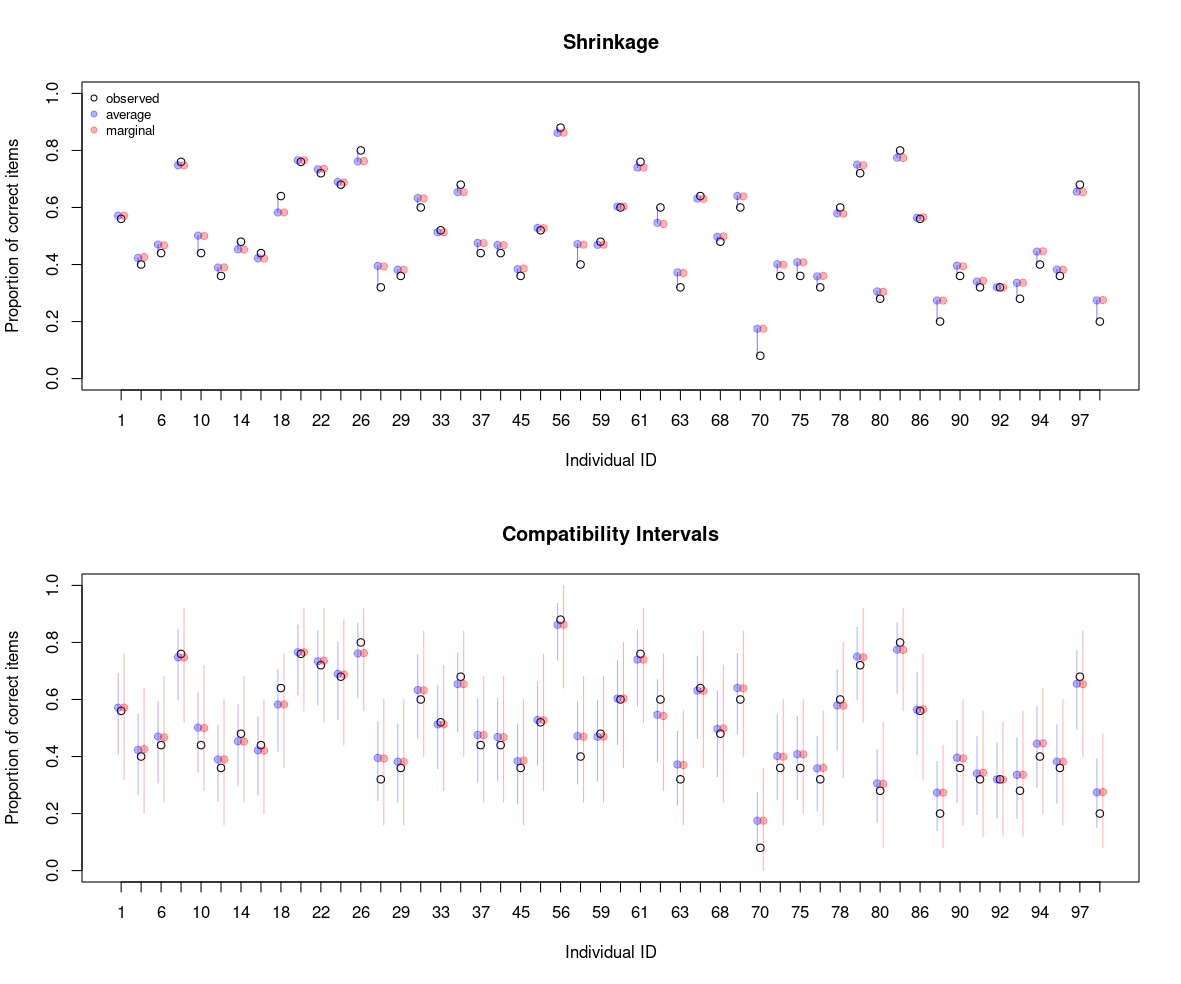 Shrinkage
Proportion of correct items
1.0
0.8
0.6
0.4
0.2
0.0
observed
average
marginal
1 6 10 14 18 22 26 29 33 37 45 56 59 61 63 68 70 75 78 80 86 90 92 94 97
Individual ID
Compatibility Intervals
Proportion of correct items
1.0
0.8
0.6
0.4
0.2
0.0
1 6 10 14 18 22 26 29 33 37 45 56 59 61 63 68 70 75 78 80 86 90 92 94 97
Individual ID